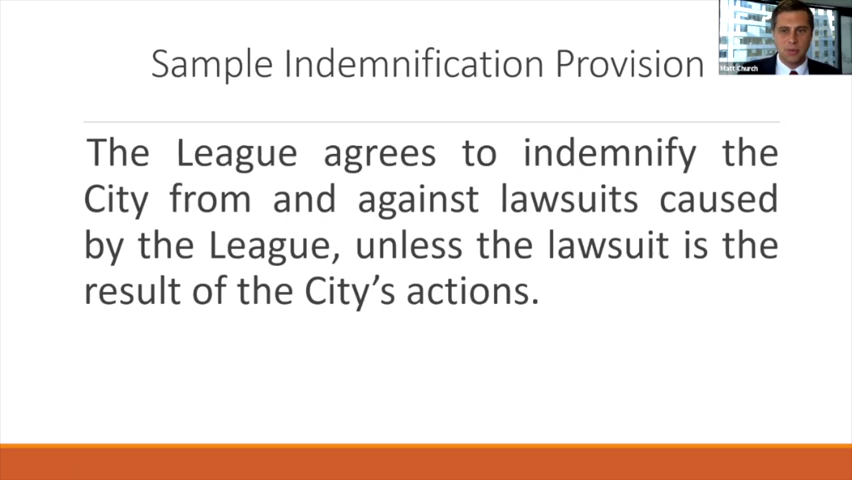 Sample Indemnification Provision
Matt Church
The League agrees to indemnify the
City from and against lawsuits caused
by the League, unless the lawsuit is the
result of the City’s actions.